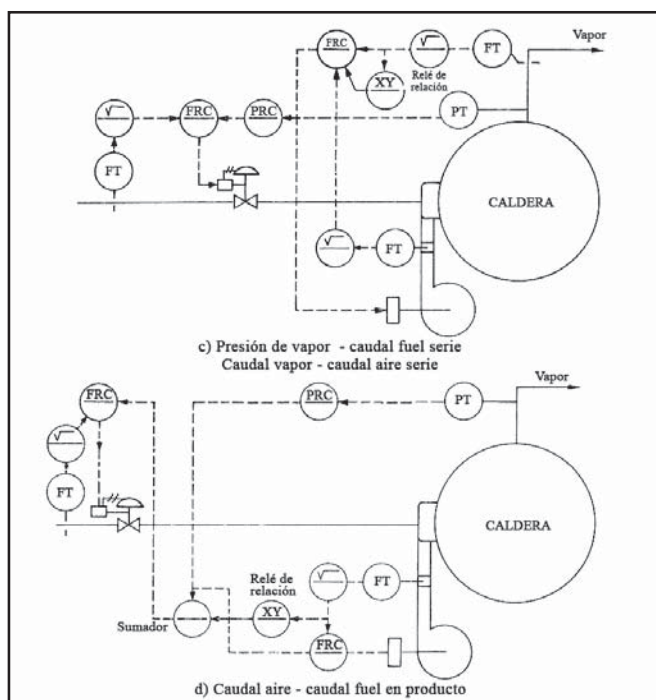 Vapor
FRC
√
FT
XY
Relé de
relación
PT
√
FRC
PRC
FT
CALDERA
√
FT
c) Presión de vapor - caudal fuel serie
Caudal vapor - caudal aire serie
Vapor
FRC
PRC
PT
√
FT
CALDERA
Relé de
relación
√
FT
Sumador
XY
FRC
d) Caudal aire - caudal fuel en producto